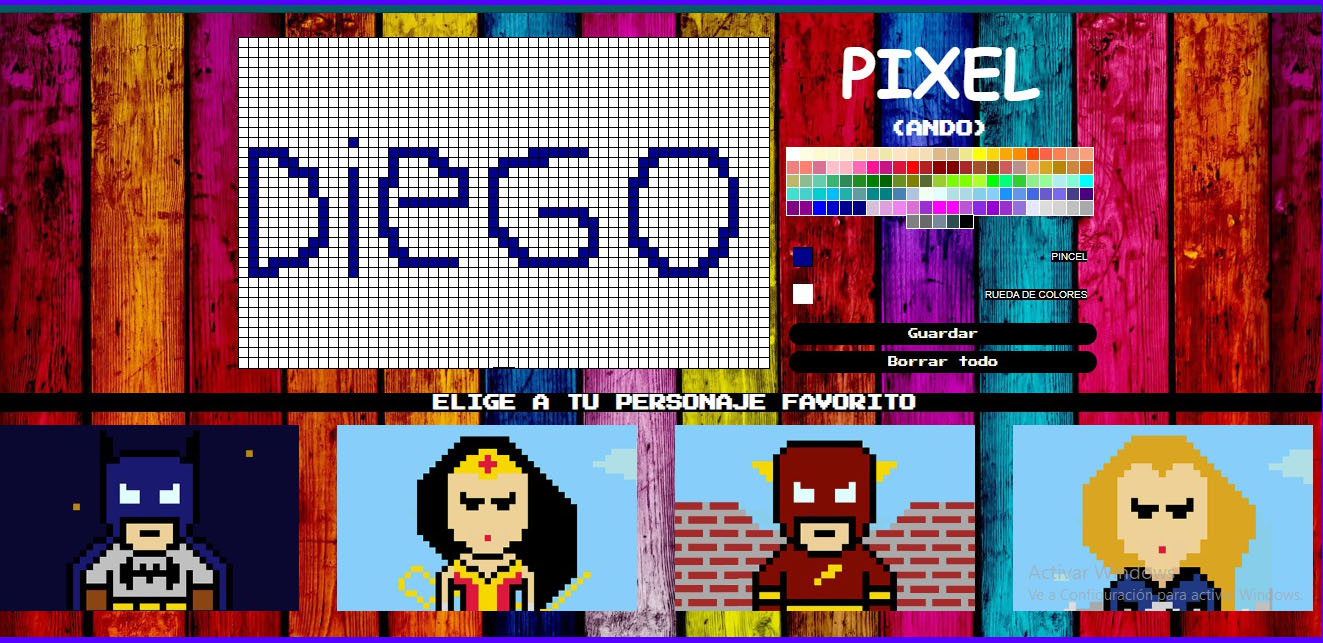 DieGO
PIXEL
(ANDO)
PINCEL
RUEDA DE COLORES
Guardar
Borrar todo
ELIGE A TU PERSONAJE FAVORITO
Activar Windows
Ve a Configuración para activar Windows.